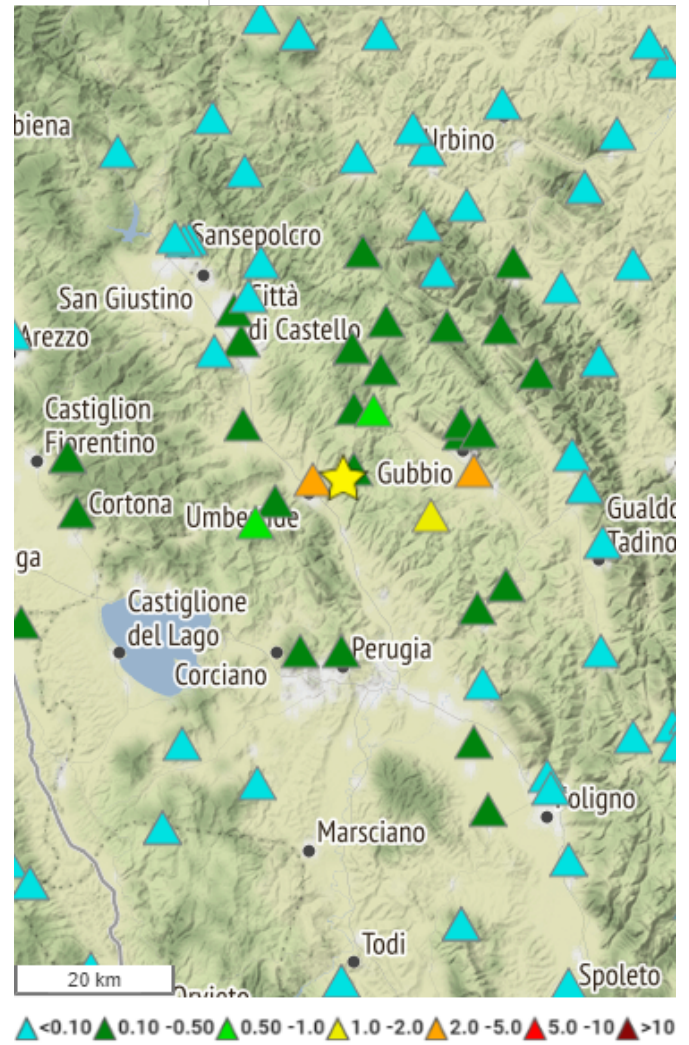 biena
Urbino
Sansepolcro
San Giustino
Città
di Castello
Arezzo
Castiglion
Fiorentino
Gubbio
Cortona
Gualdo
Tadino
ga
Castiglione
del Lago
Perugia
Corciano
Foligno
Marsciano
Todi
Spoleto
20 km
<0.10 0.10 -0.50 0.50 -1.0 1.0 -2.0 2.0 -5.0 5.0 -10 >10